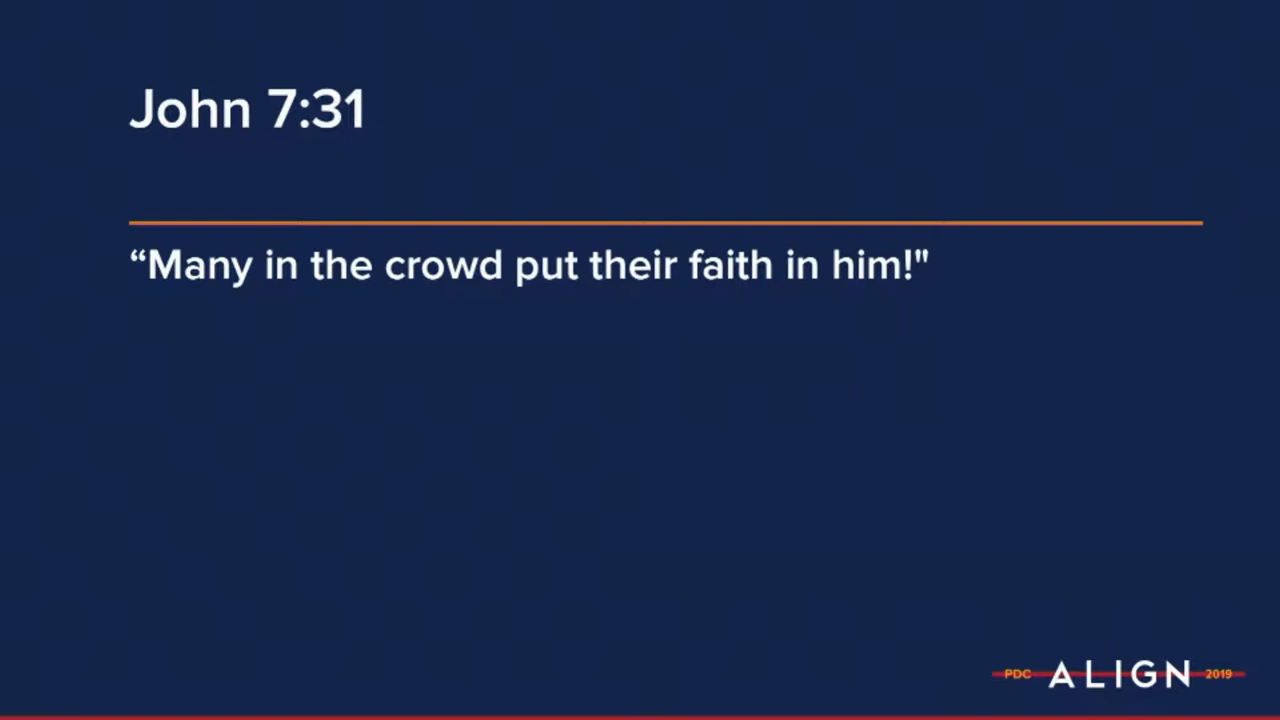 John 7:31
“Many in the crowd put their faith in him!"
PDC ALIGN 2019